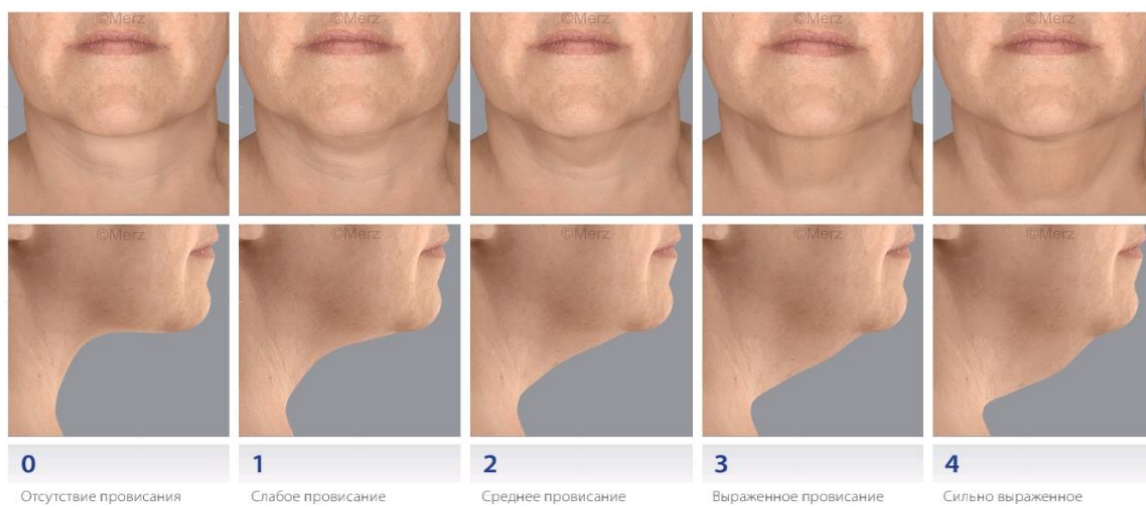 ©Merz
©Merz
©Merz
©Merz
©Merz
©Merz
©Merz
©Merz
©Merz
©Merz
0
1
2
3
4
Отсутствие провисания
Слабое провисание
Среднее провисание
Выраженное провисание
Сильно выраженное